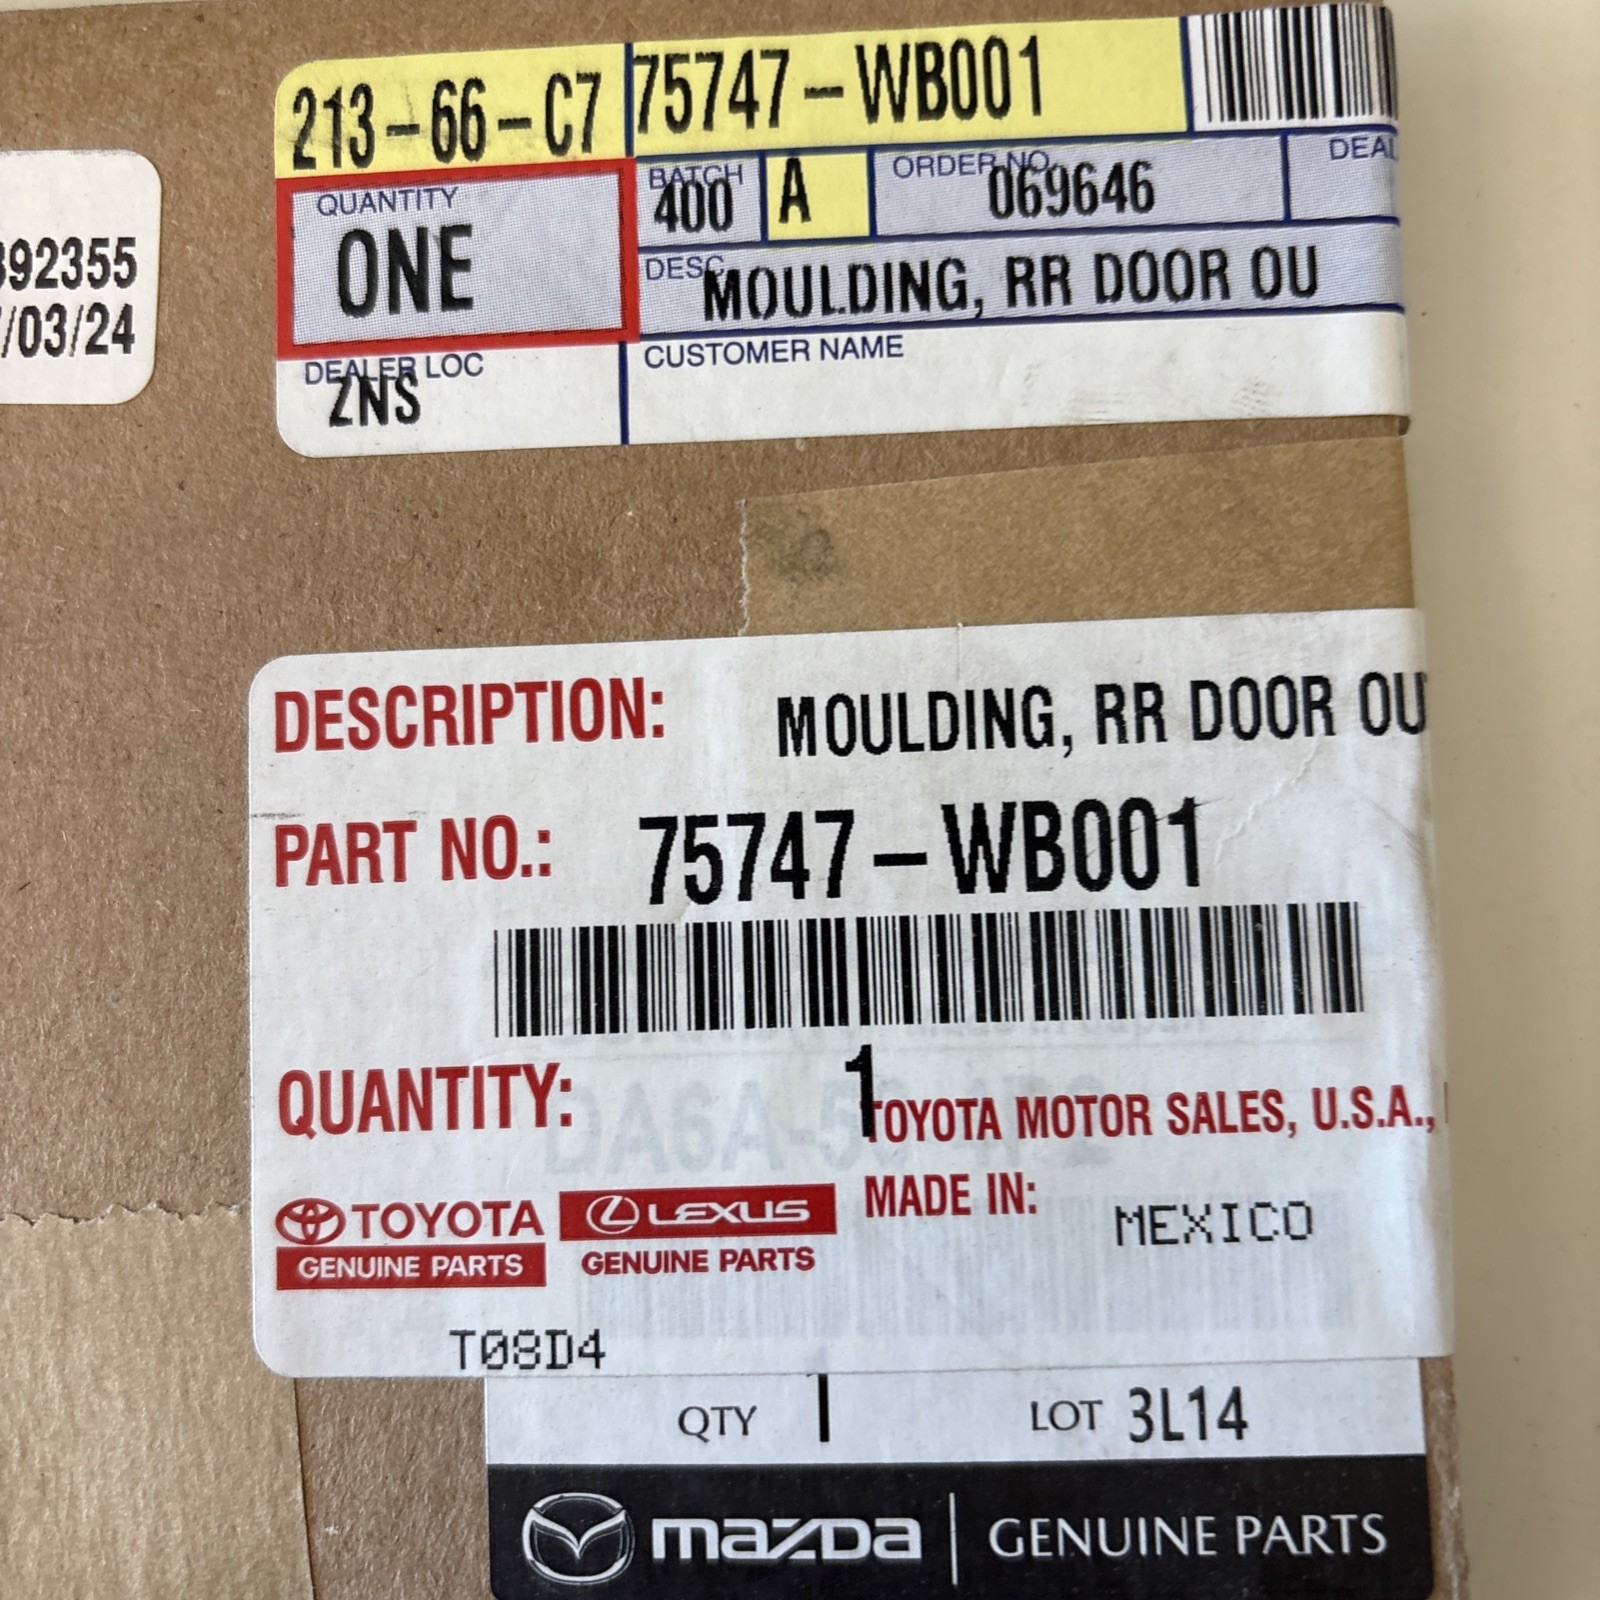 213-66-C7 75747-WB001
QUANTITY BATCH ORDER NO.
ONE 400 A 069646
DESC MOULDING, RR DOOR OU
DEALER LOC CUSTOMER NAME
ZNS
392355
/03/24
DESCRIPTION: MOULDING, RR DOOR OU
PART NO.: 75747-WB001
QUANTITY: 1
TOYOTA MOTOR SALES, U.S.A.,
TOYOTA LEXUS MADE IN: MEXICO
GENUINE PARTS GENUINE PARTS
T08D4
QTY 1 LOT 3L14
mazda GENUINE PARTS